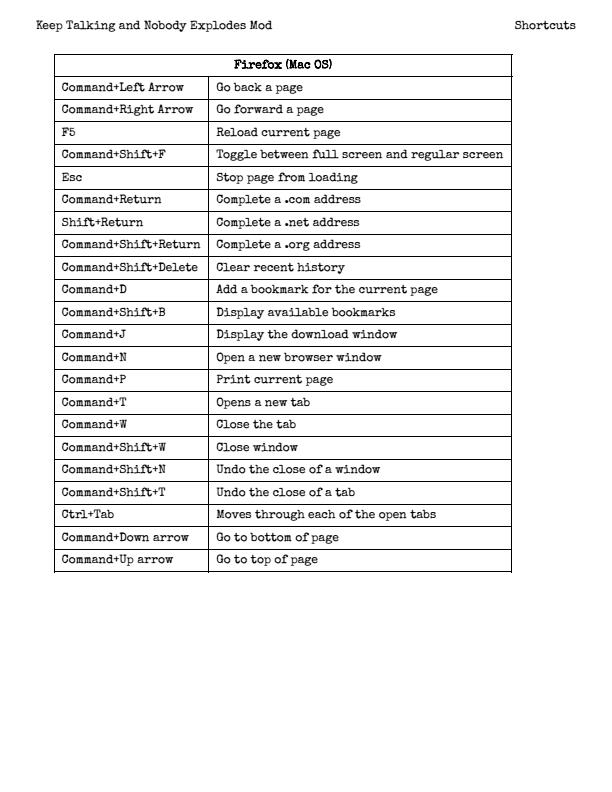 Keep Talking and Nobody Explodes Mod Shortcuts
Firefox (Mac OS)
Command+Left Arrow Go back a page
Command+Right Arrow Go forward a page
F5 Reload current page
Command+Shift+F Toggle between full screen and regular screen
Esc Stop page from loading
Command+Return Complete a .com address
Shift+Return Complete a .net address
Command+Shift+Return Complete a .org address
Command+Shift+Delete Clear recent history
Command+D Add a bookmark for the current page
Command+Shift+B Display available bookmarks
Command+J Display the download window
Command+N Open a new browser window
Command+P Print current page
Command+T Opens a new tab
Command+W Close the tab
Command+Shift+W Close window
Command+Shift+N Undo the close of a window
Command+Shift+T Undo the close of a tab
Ctrl+Tab Moves through each of the open tabs
Command+Down arrow Go to bottom of page
Command+Up arrow Go to top of page